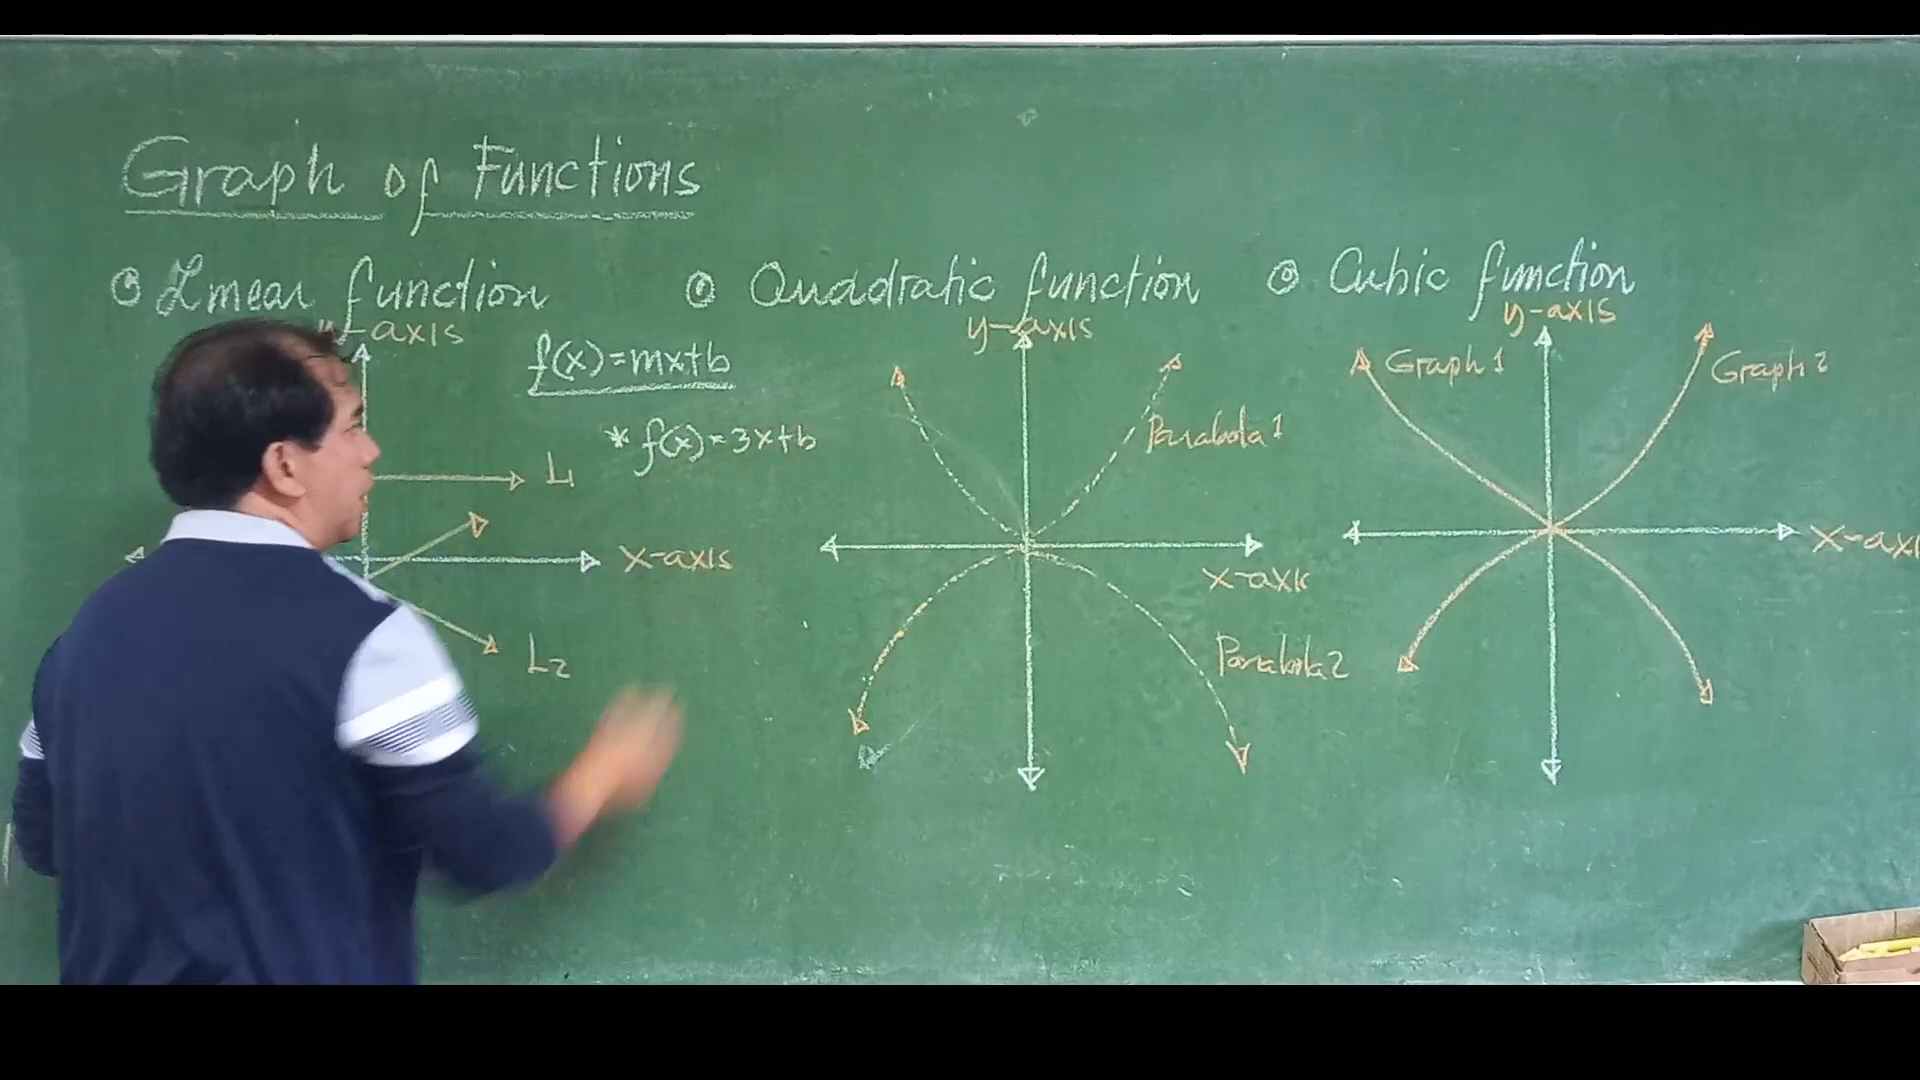 Graph of Functions
Linear function
y-axis
f(x)=mx+b
* f(x)=3x+b
L1
x-axis
L2
Quadratic function
y-axis
Parabola 1
x-axis
Parabola 2
Cubic function
y-axis
Graph 1
Graph 2
x-axi